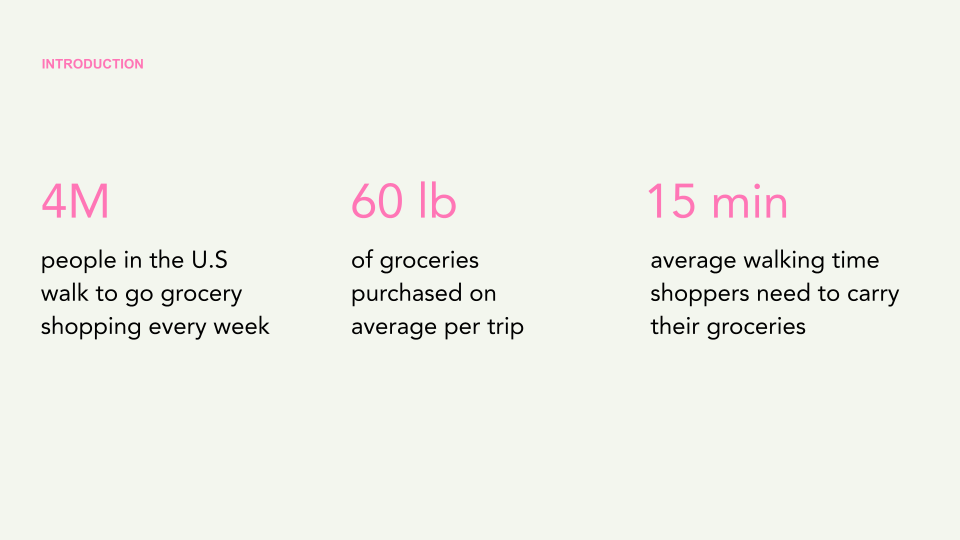 INTRODUCTION
4M
people in the U.S
walk to go grocery
shopping every week
60 lb
of groceries
purchased on
average per trip
15 min
average walking time
shoppers need to carry
their groceries